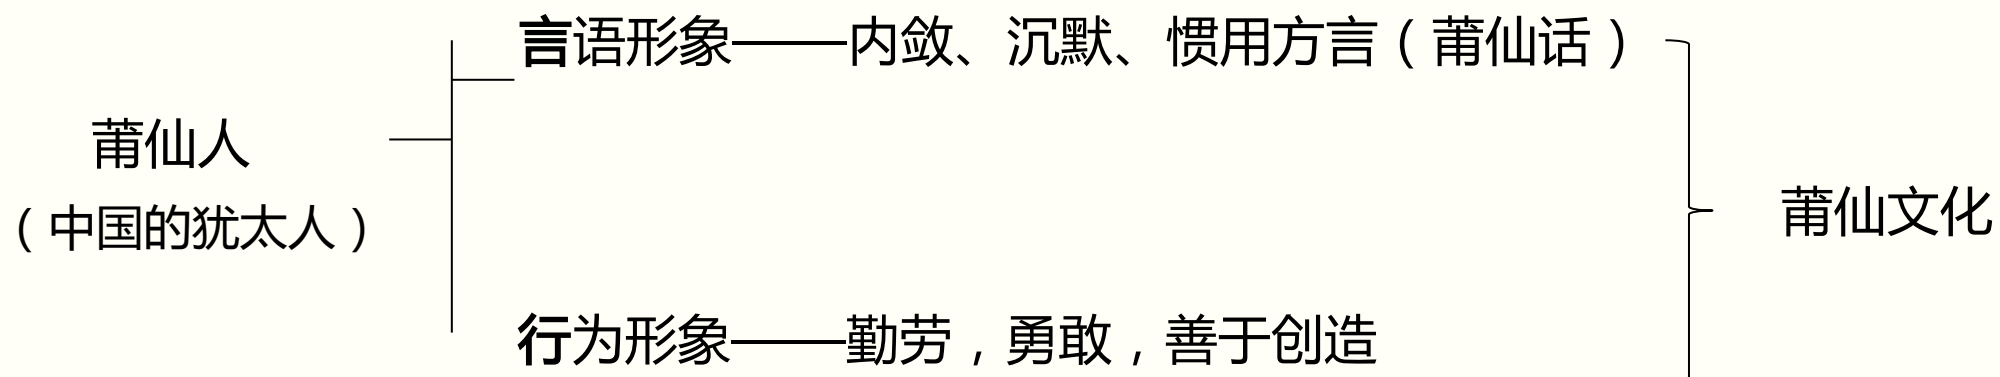 言语形象——内敛、沉默、惯用方言（莆仙话）
莆仙人
（中国的犹太人）
莆仙文化
行为形象——勤劳，勇敢，善于创造